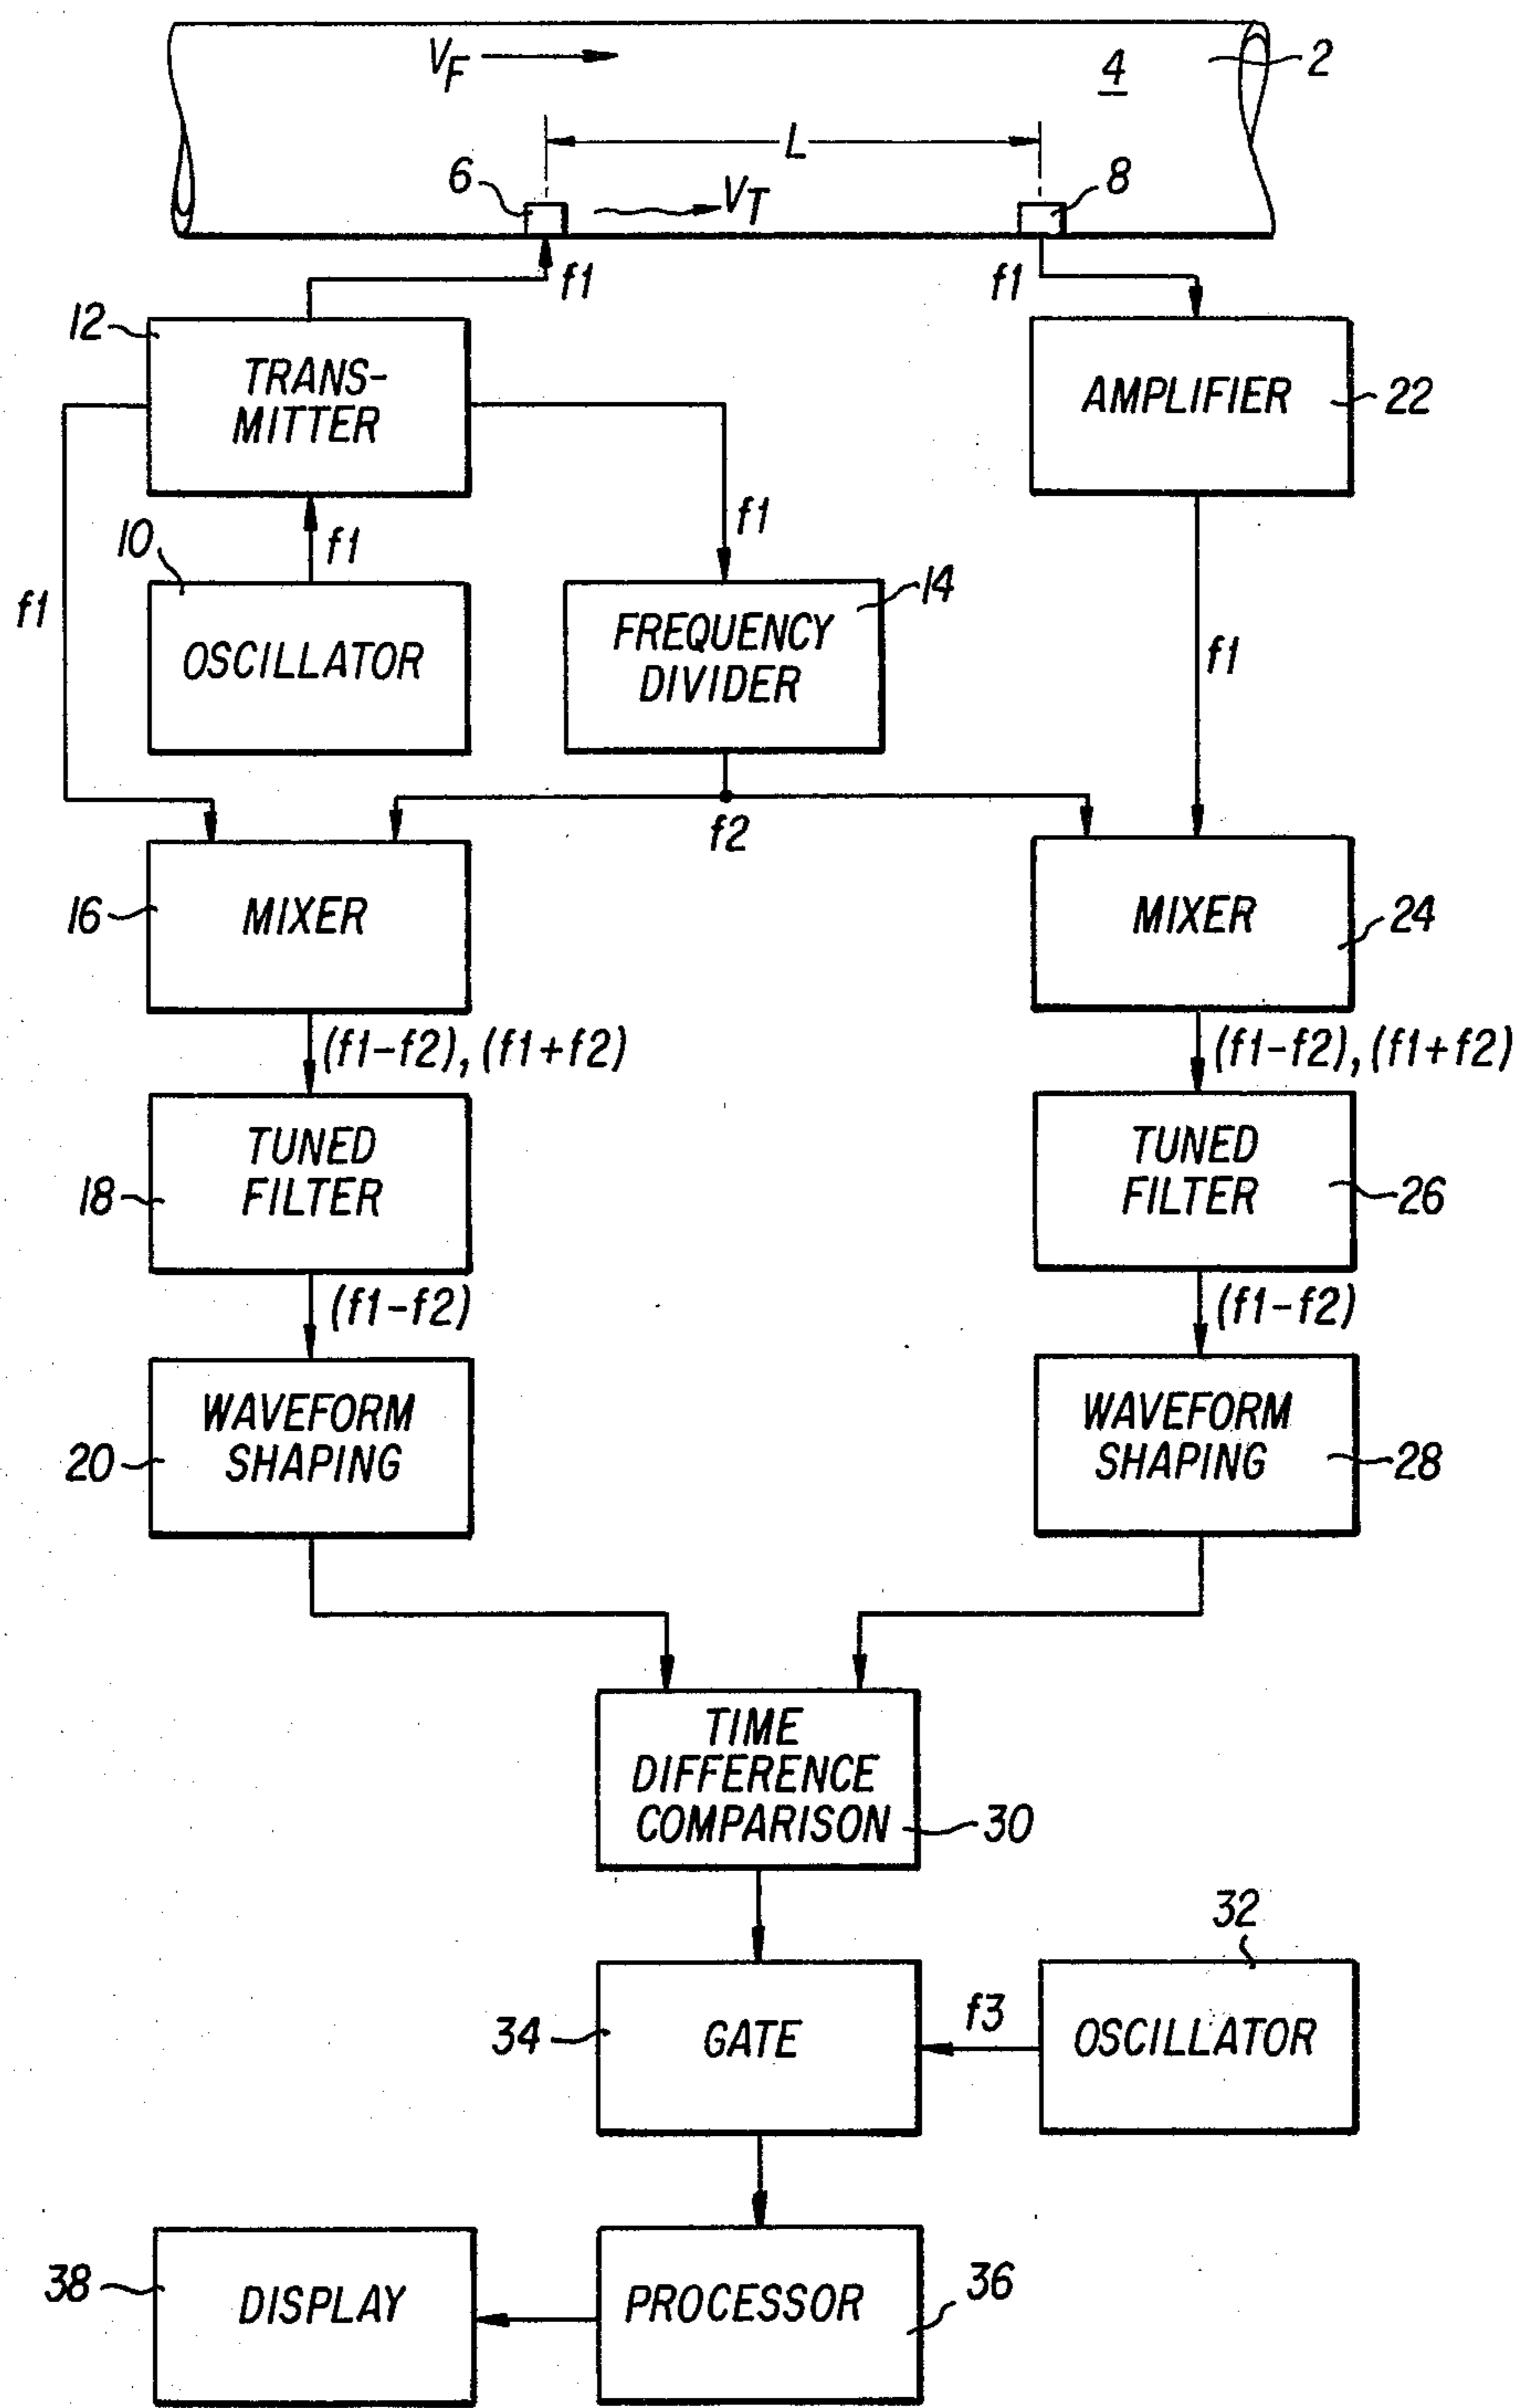 V_F
4
2
L
6
V_T
8
f1
f1
12
TRANS-
MITTER
AMPLIFIER
22
f1
10
f1
f1
OSCILLATOR
14
FREQUENCY
DIVIDER
f1
f2
16
MIXER
MIXER
24
(f1-f2), (f1+f2)
(f1-f2), (f1+f2)
18
TUNED
FILTER
TUNED
FILTER
26
(f1-f2)
(f1-f2)
20
WAVEFORM
SHAPING
WAVEFORM
SHAPING
28
TIME
DIFFERENCE
COMPARISON
30
32
34
GATE
f3
OSCILLATOR
38
DISPLAY
PROCESSOR
36